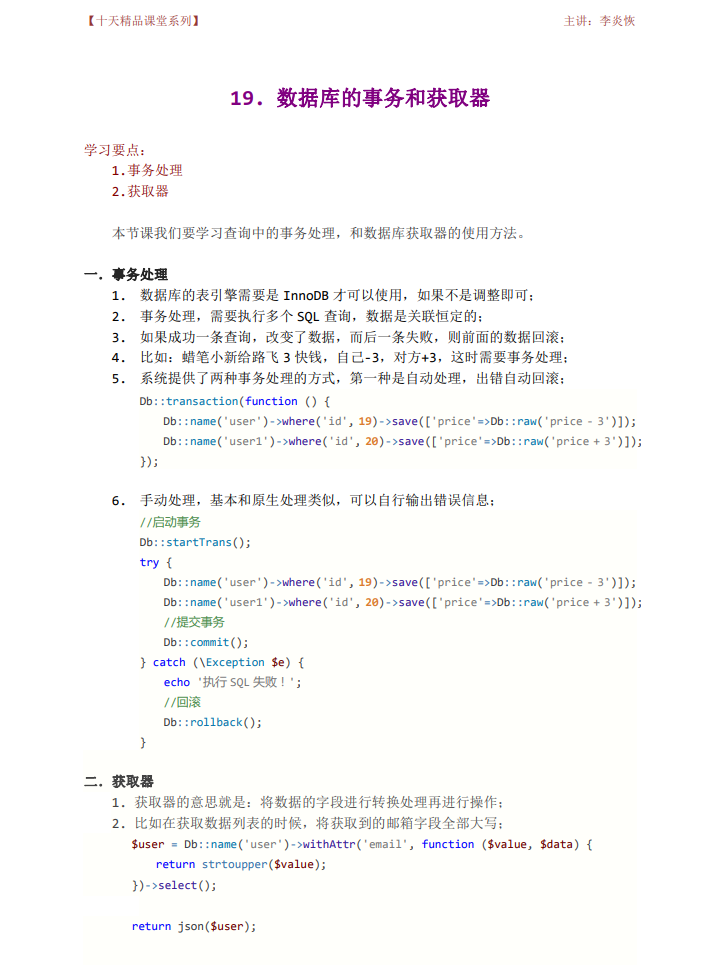 【十天精品课堂系列】 主讲：李炎恢
19．数据库的事务和获取器
学习要点：
1.事务处理
2.获取器
本节课我们要学习查询中的事务处理，和数据库获取器的使用方法。
一．事务处理
1. 数据库的表引擎需要是 InnoDB 才可以使用，如果不是调整即可；
2. 事务处理，需要执行多个 SQL 查询，数据是关联恒定的；
3. 如果成功一条查询，改变了数据，而后一条失败，则前面的数据回滚；
4. 比如：蜡笔小新给路飞 3 快钱，自己-3，对方+3，这时需要事务处理；
5. 系统提供了两种事务处理的方式，第一种是自动处理，出错自动回滚；
Db::transaction(function () {
Db::name('user')->where('id', 19)->save(['price'=>Db::raw('price - 3')]);
Db::name('user1')->where('id', 20)->save(['price'=>Db::raw('price + 3')]);
});
6. 手动处理，基本和原生处理类似，可以自行输出错误信息；
//启动事务
Db::startTrans();
try {
Db::name('user')->where('id', 19)->save(['price'=>Db::raw('price - 3')]);
Db::name('user1')->where('id', 20)->save(['price'=>Db::raw('price + 3')]);
//提交事务
Db::commit();
} catch (\Exception $e) {
echo '执行 SQL 失败！';
//回滚
Db::rollback();
}
二．获取器
1. 获取器的意思就是：将数据的字段进行转换处理再进行操作；
2. 比如在获取数据列表的时候，将获取到的邮箱字段全部大写；
$user = Db::name('user')->withAttr('email', function ($value, $data) {
return strtoupper($value);
})->select();
return json($user);